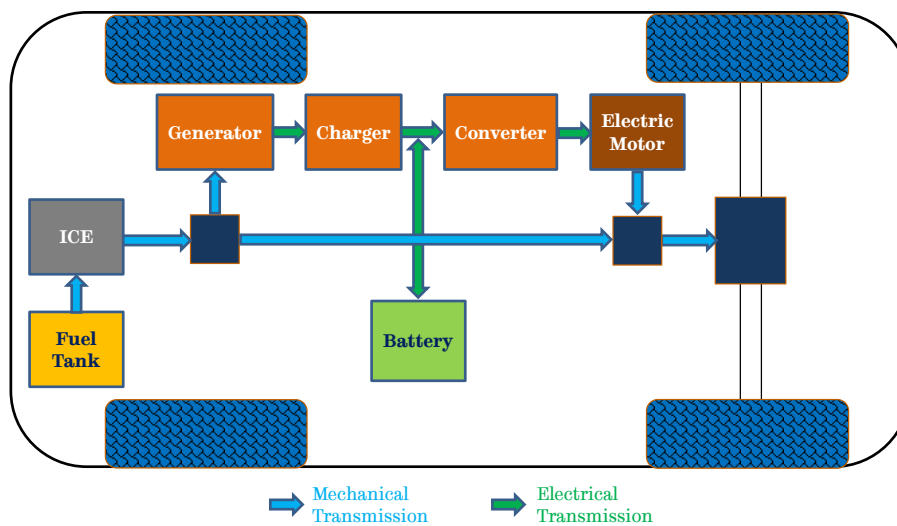 Generator
Charger
Converter
Electric
Motor
ICE
Fuel
Tank
Battery
Mechanical
Transmission
Electrical
Transmission